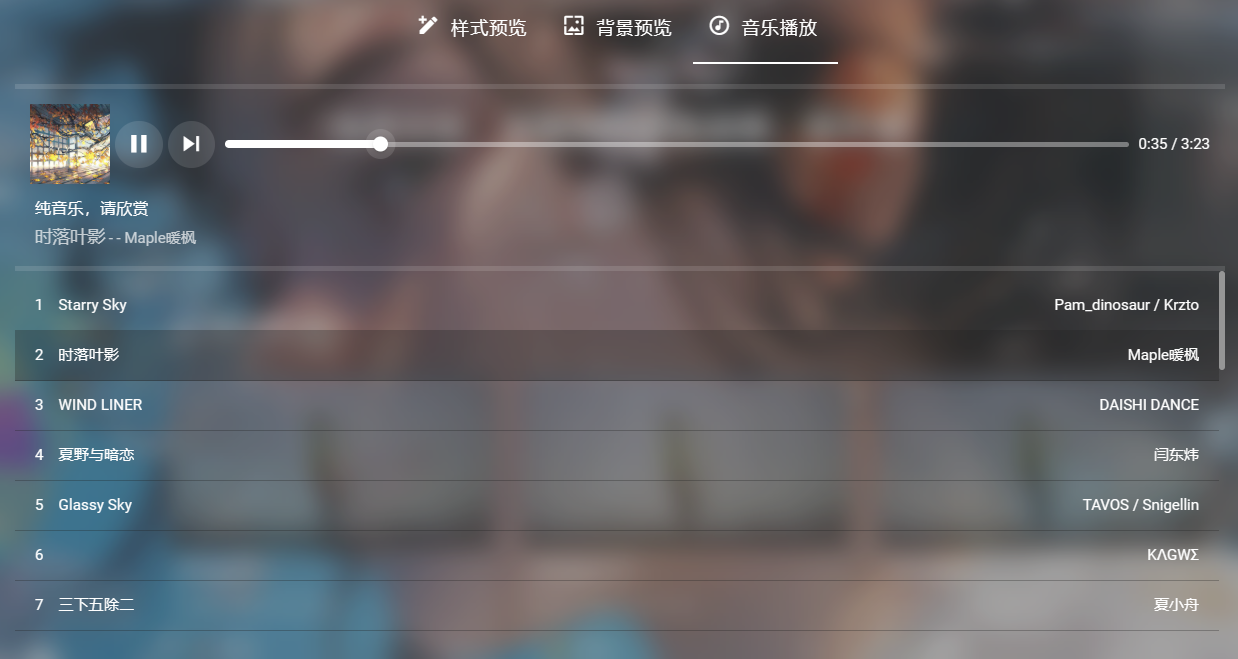 样式预览 背景预览 音乐播放
0:35 / 3:23
纯音乐，请欣赏
时落叶影 - - Maple暖枫
1 Starry Sky Pam_dinosaur / Krzto
2 时落叶影 Maple暖枫
3 WIND LINER DAISHI DANCE
4 夏野与暗恋 闫东炜
5 Glassy Sky TAVOS / Snigellin
6 KΛGWΣ
7 三下五除二 夏小舟